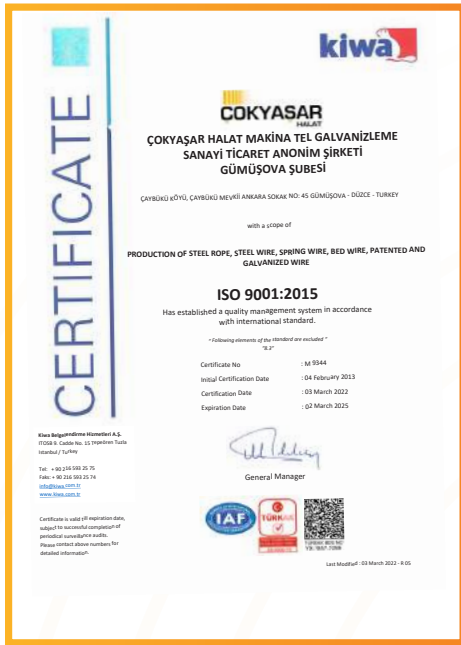 CERTIFICATE
kiwa
ÇOKYAŞAR
HALAT
ÇOKYAŞAR HALAT MAKİNA TEL GALVANİZLEME
SANAYİ TİCARET ANONİM ŞİRKETİ
GÜMÜŞOVA ŞUBESİ
ÇAYBÜKÜ KÖYÜ, ÇAYBÜKÜ MEVKİİ ANKARA SOKAK NO: 45 GÜMÜŞOVA - DÜZCE - TURKEY
with a scope of
PRODUCTION OF STEEL ROPE, STEEL WIRE, SPRING WIRE, BED WIRE, PATENTED AND
GALVANIZED WIRE
ISO 9001:2015
Has established a quality management system in accordance
with international standard.
" Following elements of the standard are excluded "
"8.3"
Certificate No : M 9344
Initial Certification Date : 04 February 2013
Certification Date : 03 March 2022
Expiration Date : 02 March 2025
Kiwa Belgelendirme Hizmetleri A.Ş.
ITOSB 9. Cadde No. 15 Tepeören Tuzla
Istanbul / Turkey
Tel: + 90 216 593 25 75
Faks: + 90 216 593 25 74
info@kiwa.com.tr
www.kiwa.com.tr
General Manager
Certificate is valid till expiration date,
subject to successful completion of
periodical surveillance audits.
Please contact above numbers for
detailed information.
IAF
TÜRKAK
Last Modified : 03 March 2022 - R 05